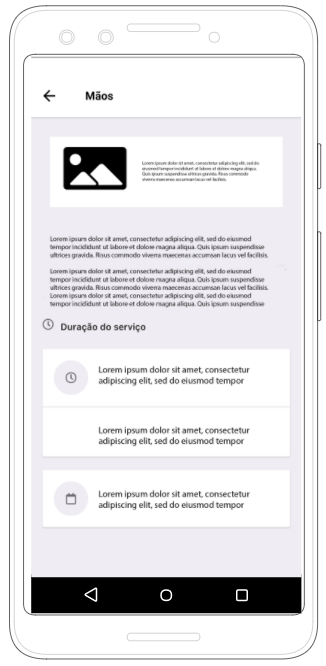 Mãos
Lorem ipsum dolor sit amet, consectetur adipiscing elit, sed do
eiusmod tempor incididunt ut labore et dolore magna aliqua.
Quis ipsum suspendisse ultrices gravida. Risus commodo
viverra maecenas accumsan lacus vel facilisis.
Lorem ipsum dolor sit amet, consectetur adipiscing elit, sed do eiusmod
tempor incididunt ut labore et dolore magna aliqua. Quis ipsum suspendisse
ultrices gravida. Risus commodo viverra maecenas accumsan lacus vel facilisis.
Lorem ipsum dolor sit amet, consectetur adipiscing elit, sed do eiusmod
tempor incididunt ut labore et dolore magna aliqua. Quis ipsum suspendisse
ultrices gravida. Risus commodo viverra maecenas accumsan lacus vel facilisis.
Lorem ipsum dolor sit amet, consectetur adipiscing elit, sed do eiusmod
tempor incididunt ut labore et dolore magna aliqua. Quis ipsum suspendisse
Duração do serviço
Lorem ipsum dolor sit amet, consectetur
adipiscing elit, sed do eiusmod tempor
Lorem ipsum dolor sit amet, consectetur
adipiscing elit, sed do eiusmod tempor
Lorem ipsum dolor sit amet, consectetur
adipiscing elit, sed do eiusmod tempor